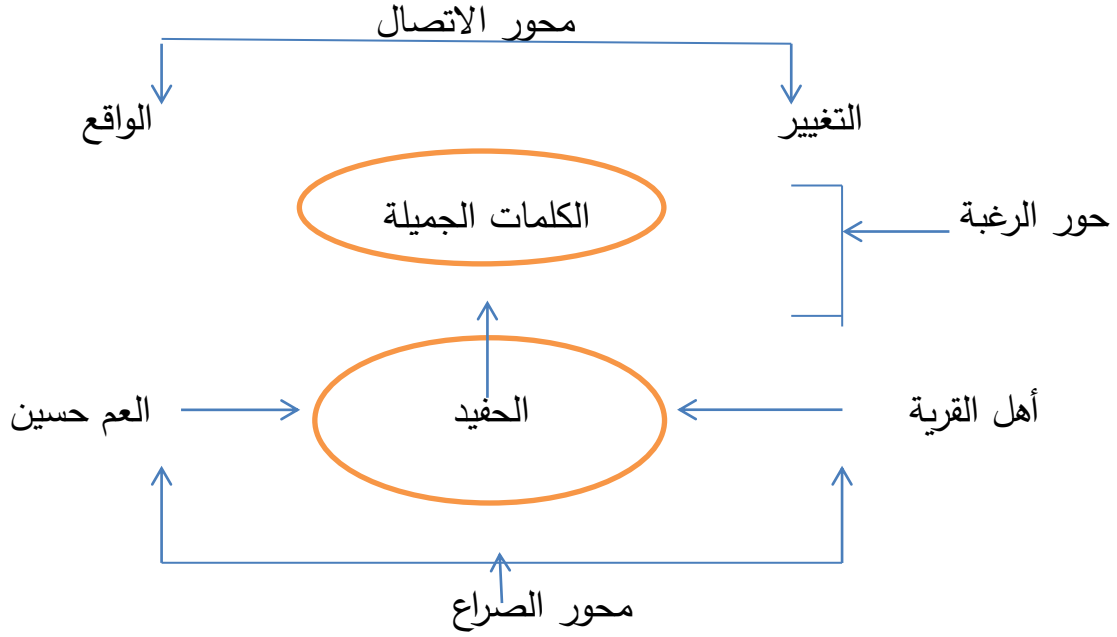 محور الاتصال
التغيير
الواقع
الكلمات الجميلة
حور الرغبة
أهل القرية
الحفيد
العم حسين
محور الصراع